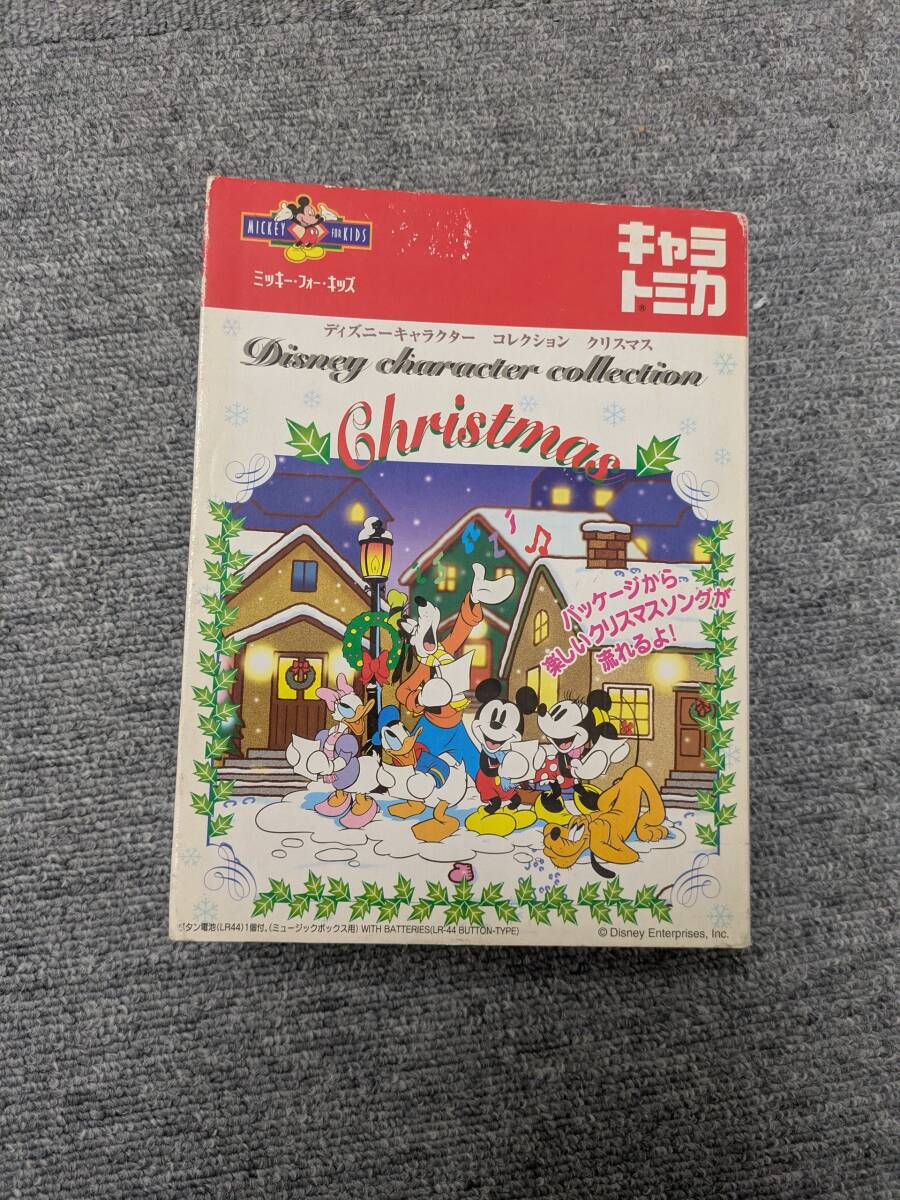 MICKEY FOR KIDS
ミッキー・フォー・キッズ
キャラ
トミカ®
ディズニーキャラクター コレクション クリスマス
Disney character collection
Christmas
パッケージから
楽しいクリスマスソングが
流れるよ!
ボタン電池(LR44)1個付、(ミュージックボックス用) WITH BATTERIES(LR-44 BUTTON-TYPE)
© Disney Enterprises, Inc.